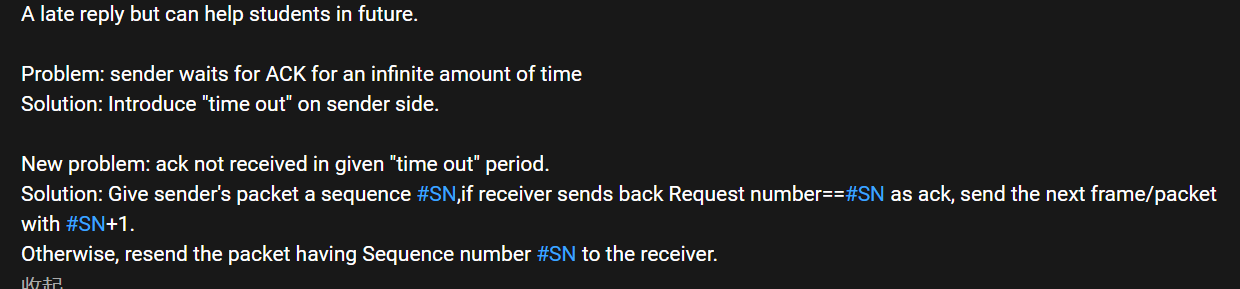 A late reply but can help students in future.
Problem: sender waits for ACK for an infinite amount of time
Solution: Introduce "time out" on sender side.
New problem: ack not received in given "time out" period.
Solution: Give sender's packet a sequence #SN,if receiver sends back Request number==#SN as ack, send the next frame/packet
with #SN+1.
Otherwise, resend the packet having Sequence number #SN to the receiver.
收起